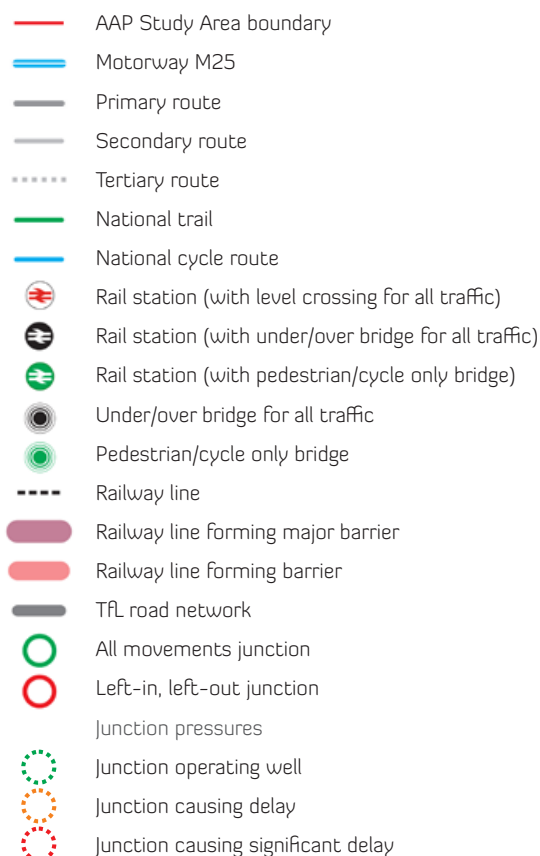 AAP Study Area boundary
Motorway M25
Primary route
Secondary route
Tertiary route
National trail
National cycle route
Rail station (with level crossing for all traffic)
Rail station (with under/over bridge for all traffic)
Rail station (with pedestrian/cycle only bridge)
Under/over bridge for all traffic
Pedestrian/cycle only bridge
Railway line
Railway line forming major barrier
Railway line forming barrier
TfL road network
All movements junction
Left-in, left-out junction
Junction pressures
Junction operating well
Junction causing delay
Junction causing significant delay